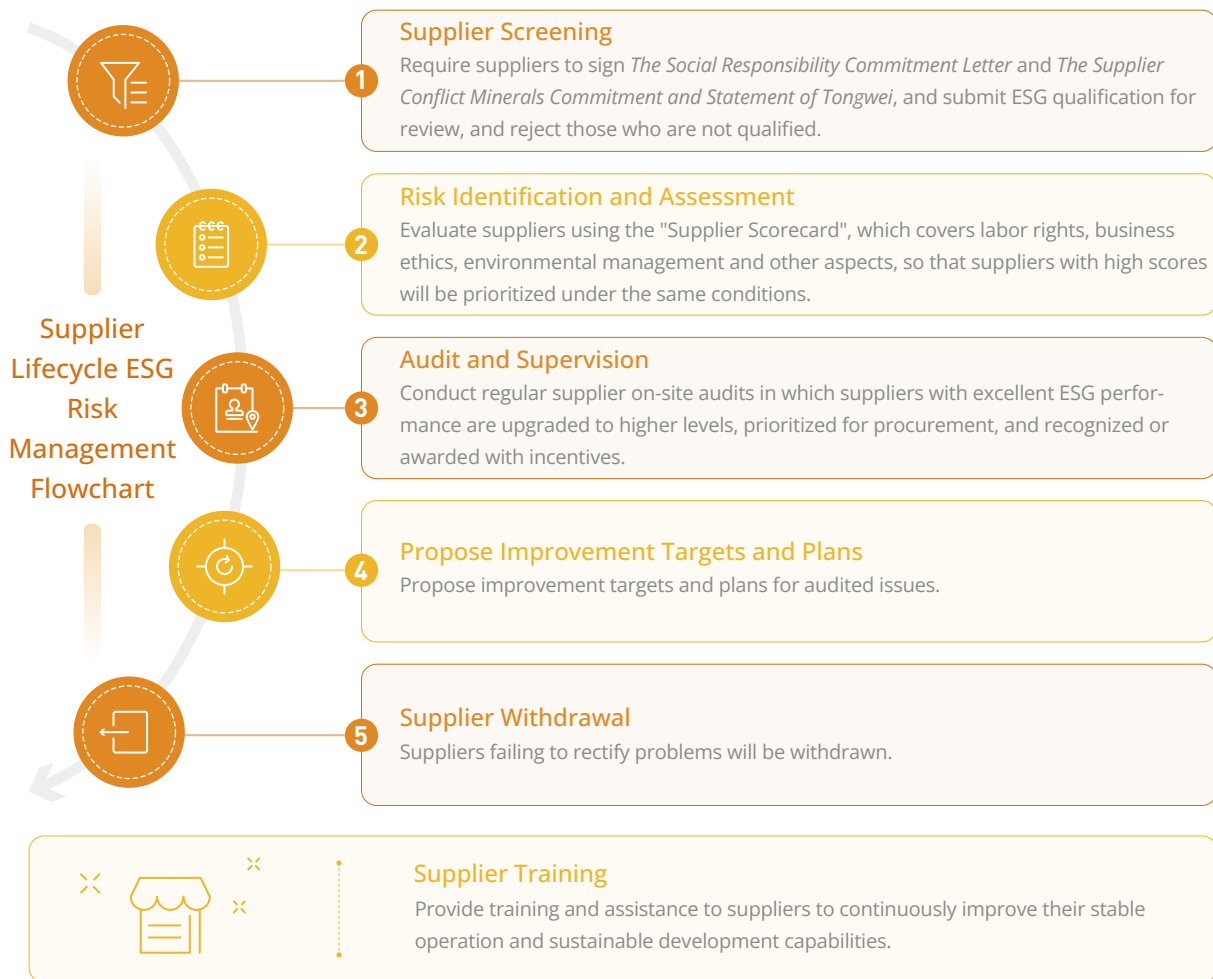 Supplier
Lifecycle ESG
Risk
Management
Flowchart
1
Supplier Screening
Require suppliers to sign The Social Responsibility Commitment Letter and The Supplier
Conflict Minerals Commitment and Statement of Tongwei, and submit ESG qualification for
review, and reject those who are not qualified.
2
Risk Identification and Assessment
Evaluate suppliers using the "Supplier Scorecard", which covers labor rights, business
ethics, environmental management and other aspects, so that suppliers with high scores
will be prioritized under the same conditions.
3
Audit and Supervision
Conduct regular supplier on-site audits in which suppliers with excellent ESG perfor-
mance are upgraded to higher levels, prioritized for procurement, and recognized or
awarded with incentives.
4
Propose Improvement Targets and Plans
Propose improvement targets and plans for audited issues.
5
Supplier Withdrawal
Suppliers failing to rectify problems will be withdrawn.
Supplier Training
Provide training and assistance to suppliers to continuously improve their stable
operation and sustainable development capabilities.